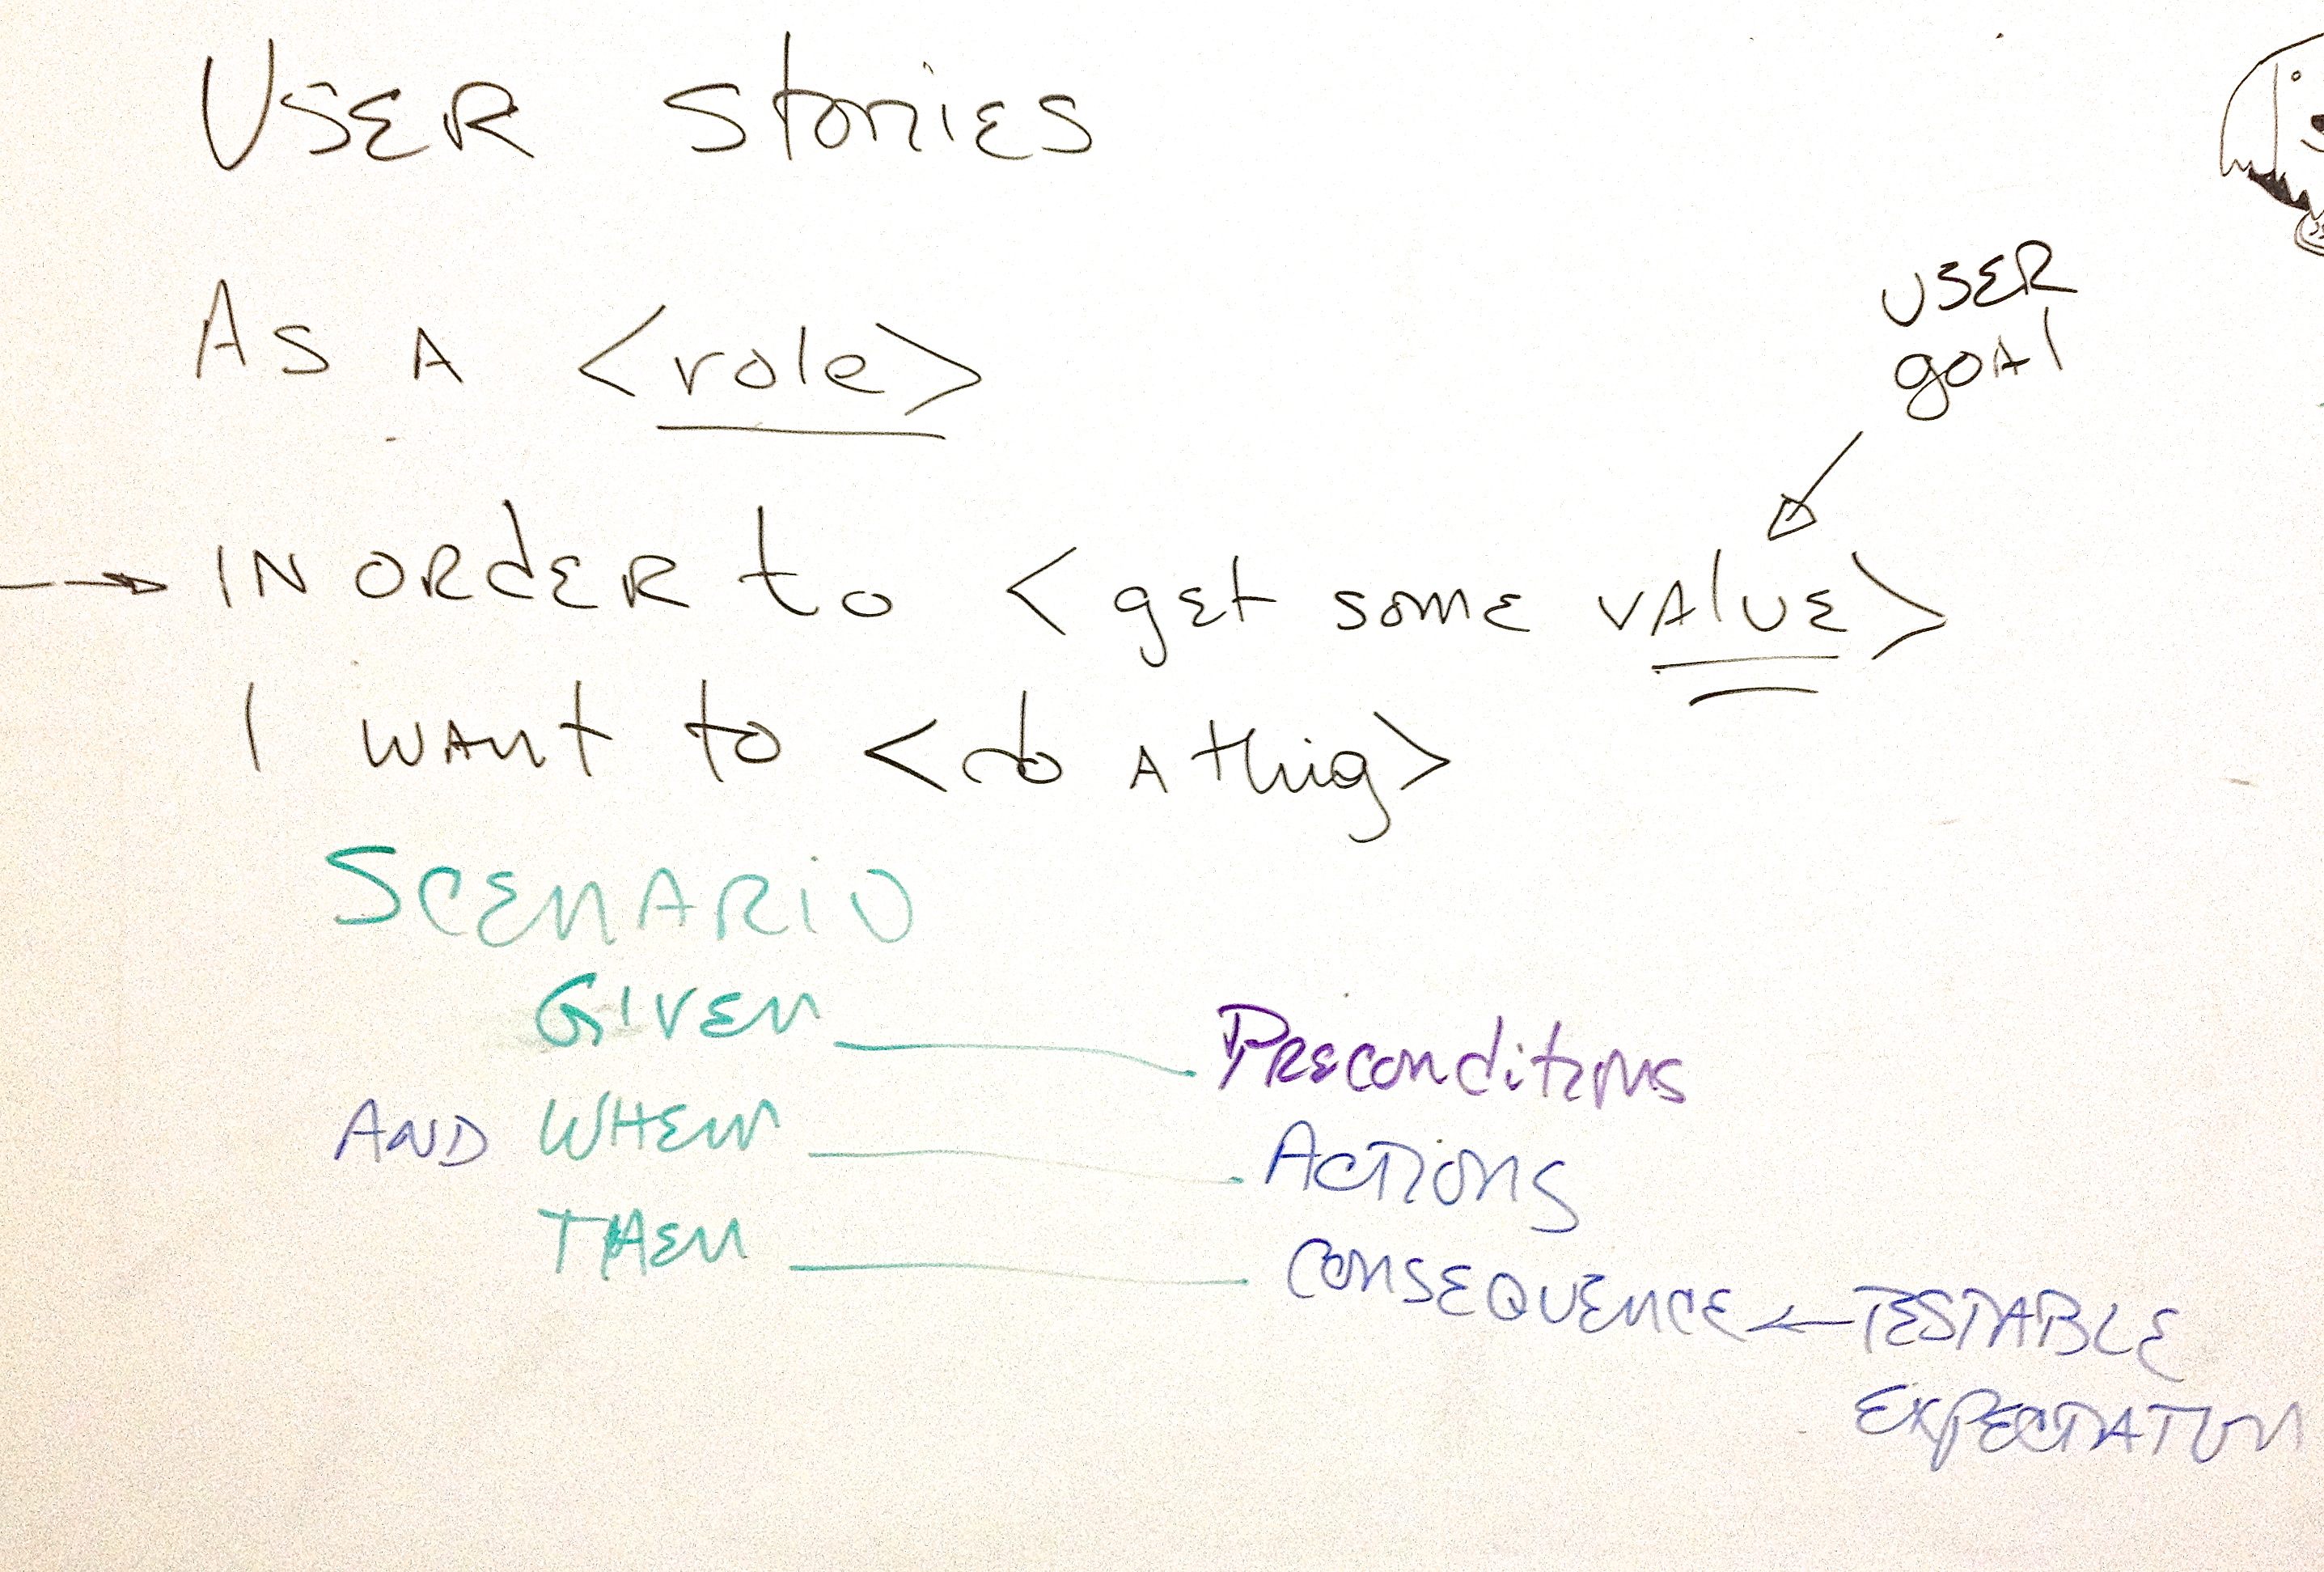 USER stories
As A <role>
USER
goAl
IN ORdER to <get some vAlUE>
I wAnt to <do A thig>
SCENARiO
GIVEN Preconditions
AND WHEN Actions
THEN CONSEQUENCE TESTABLE
EXPECTATION